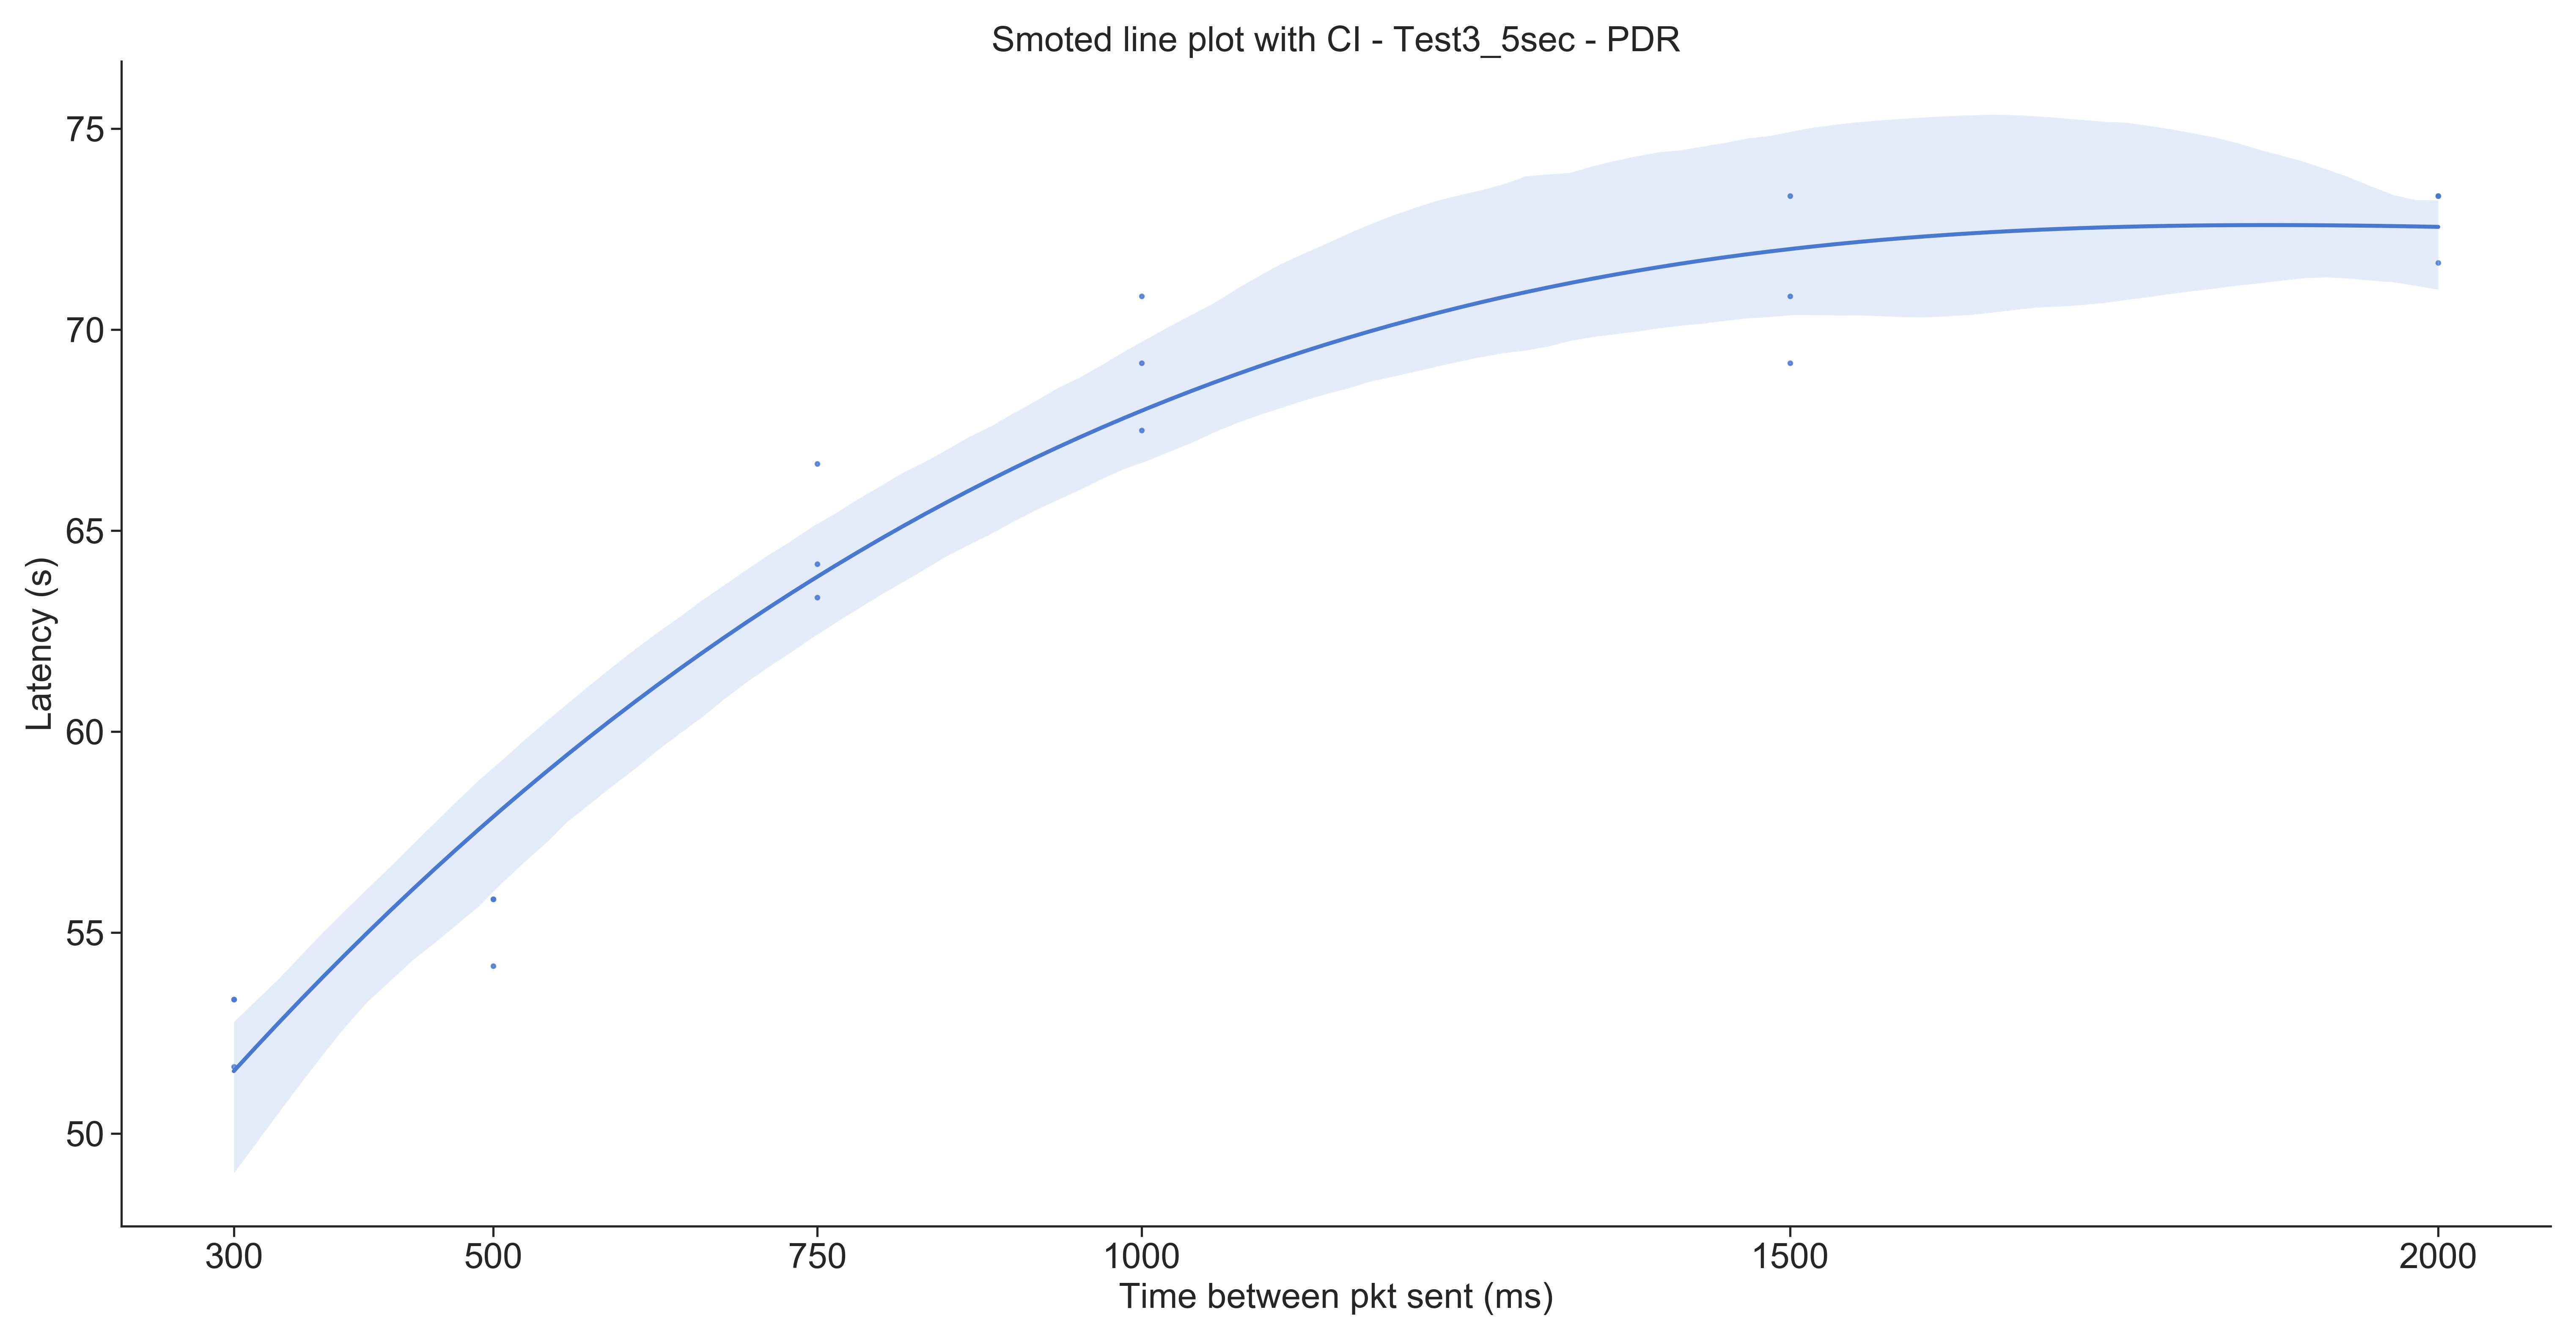 Smoted line plot with CI - Test3_5sec - PDR
75
70
65
60
55
50
Latency (s)
300 500 750 1000 1500 2000
Time between pkt sent (ms)